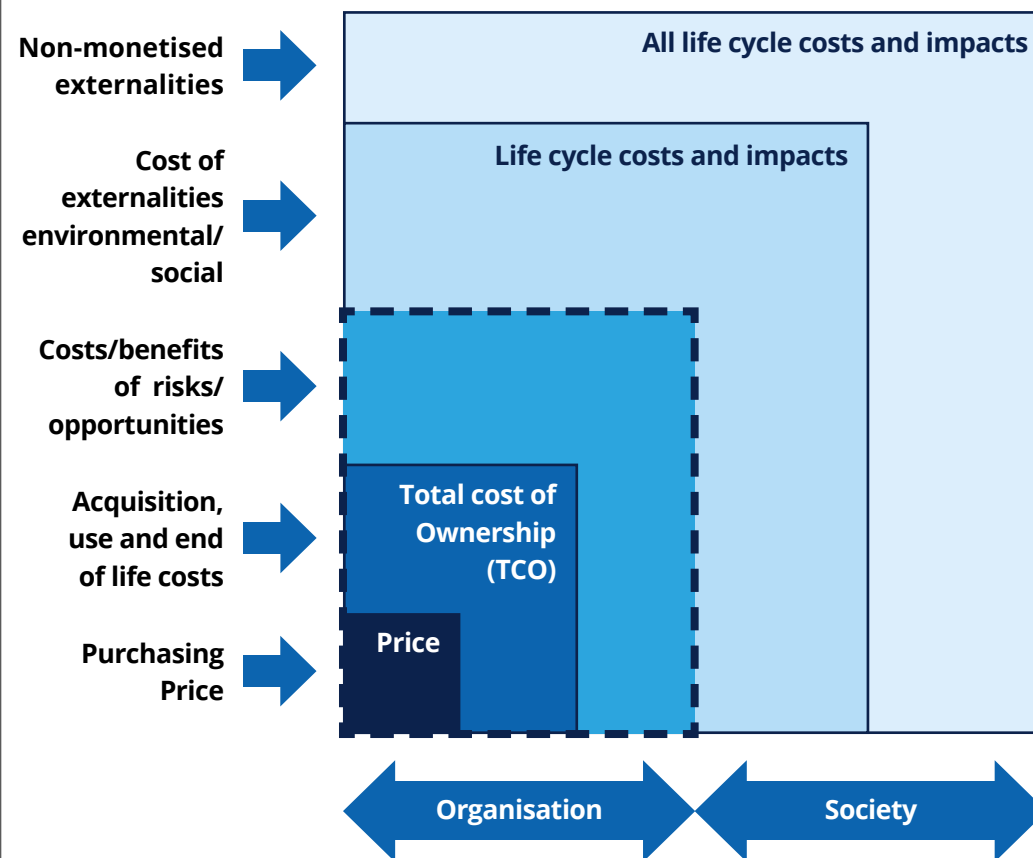 Non-monetised
externalities
All life cycle costs and impacts
Cost of
externalities
environmental/
social
Life cycle costs and impacts
Costs/benefits
of risks/
opportunities
Acquisition,
use and end
of life costs
Total cost of
Ownership
(TCO)
Purchasing
Price
Price
Organisation
Society